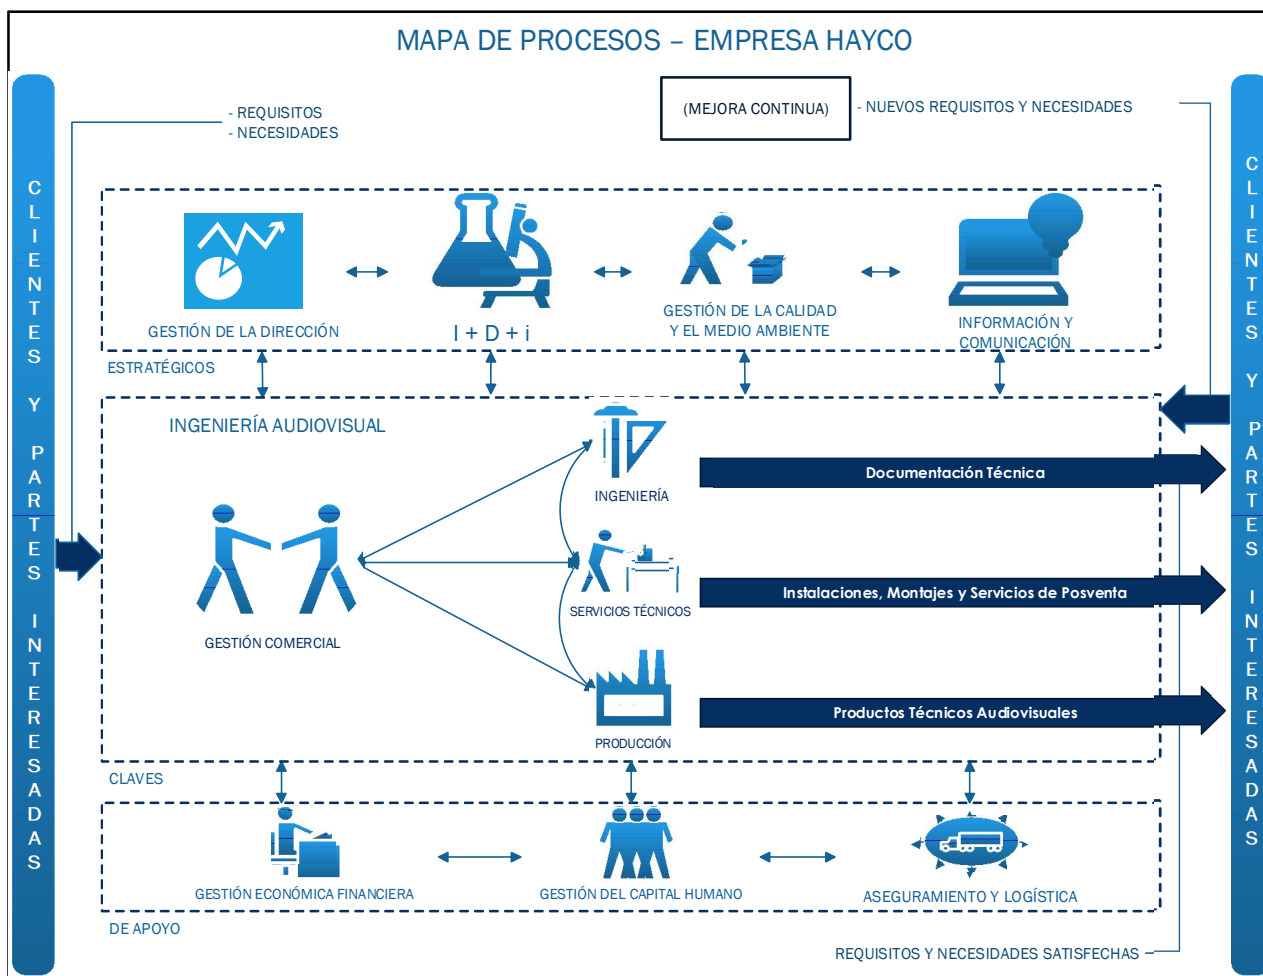 MAPA DE PROCESOS – EMPRESA HAYCO
- REQUISITOS
- NECESIDADES
(MEJORA CONTINUA)
- NUEVOS REQUISITOS Y NECESIDADES
CLIENTES Y PARTES INTERESADAS
GESTIÓN DE LA DIRECCIÓN
I + D + i
GESTIÓN DE LA CALIDAD
Y EL MEDIO AMBIENTE
INFORMACIÓN Y
COMUNICACIÓN
ESTRATÉGICOS
INGENIERÍA AUDIOVISUAL
INGENIERÍA
Documentación Técnica
GESTIÓN COMERCIAL
SERVICIOS TÉCNICOS
Instalaciones, Montajes y Servicios de Posventa
PRODUCCIÓN
Productos Técnicos Audiovisuales
CLAVES
GESTIÓN ECONÓMICA FINANCIERA
GESTIÓN DEL CAPITAL HUMANO
ASEGURAMIENTO Y LOGÍSTICA
DE APOYO
REQUISITOS Y NECESIDADES SATISFECHAS
CLIENTES Y PARTES INTERESADAS